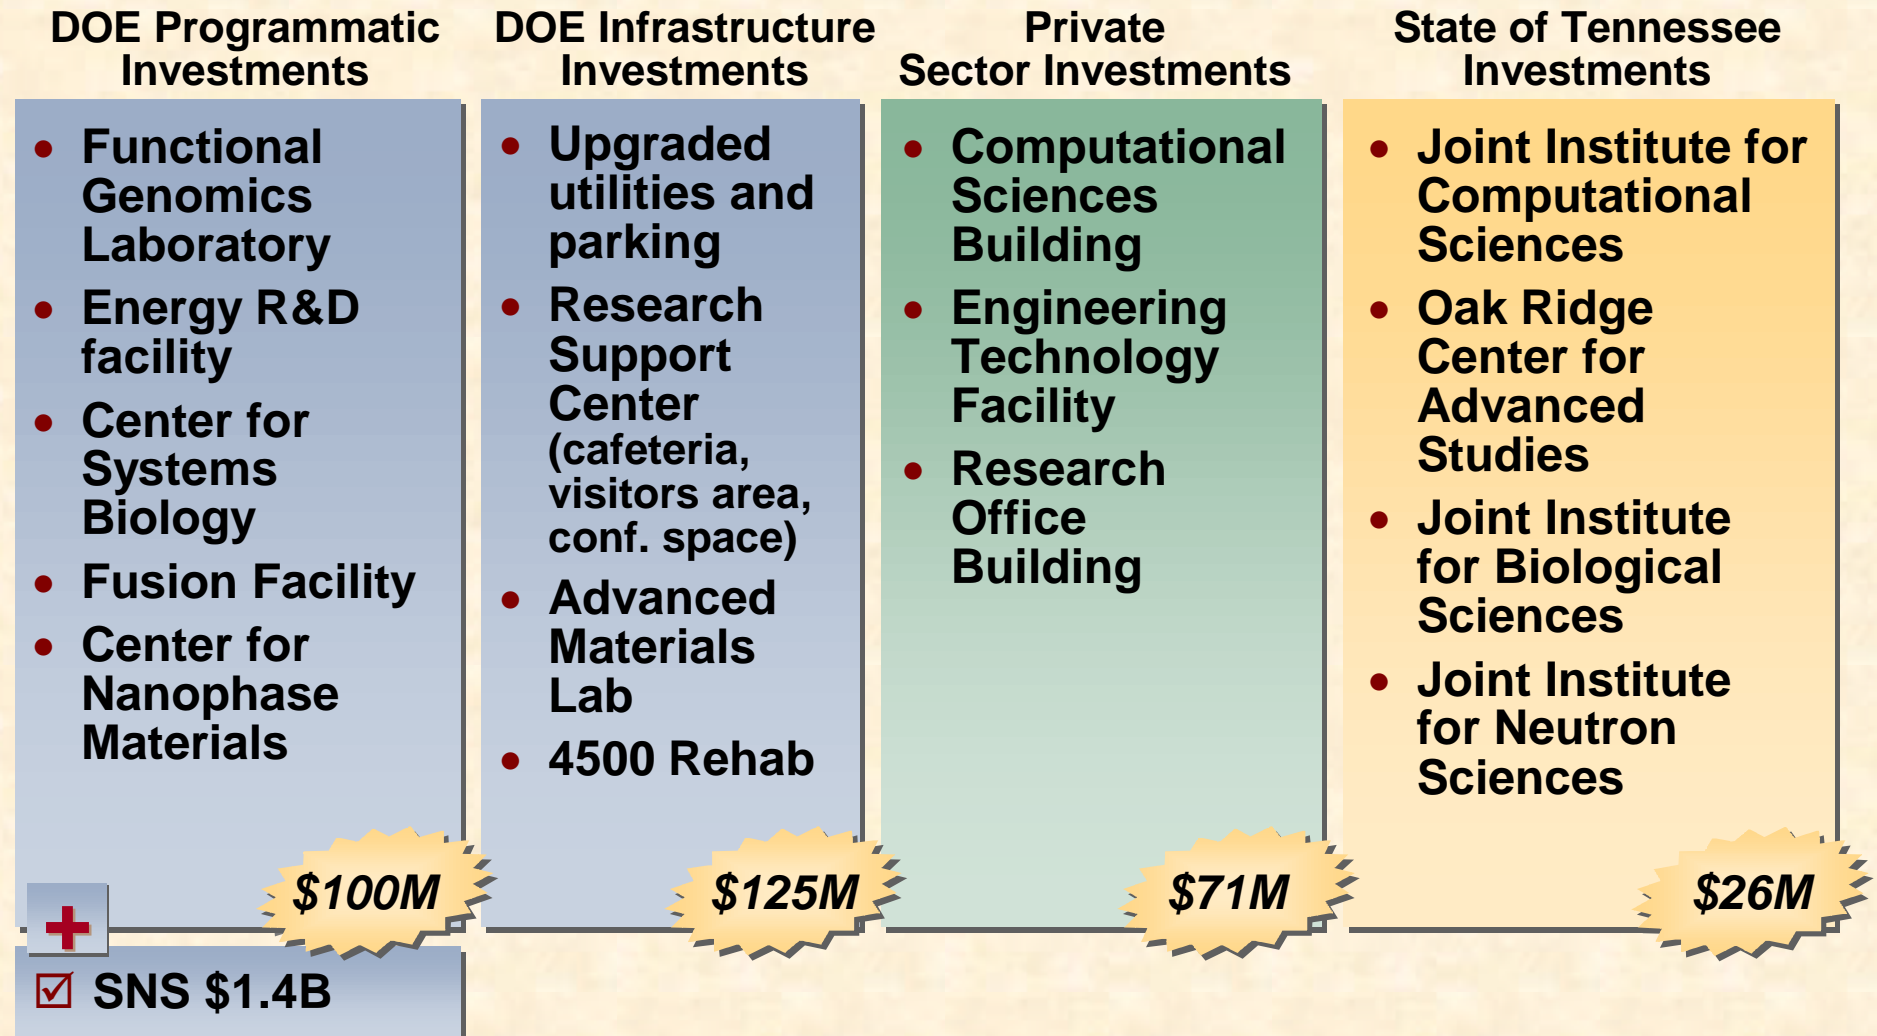 DOE Programmatic
Investments
• Functional
Genomics
Laboratory
• Energy R&D
facility
• Center for
Systems
Biology
• Fusion Facility
• Center for
Nanophase
Materials
$100M
+
☑ SNS $1.4B
DOE Infrastructure
Investments
• Upgraded
utilities and
parking
• Research
Support
Center
(cafeteria,
visitors area,
conf. space)
• Advanced
Materials
Lab
• 4500 Rehab
$125M
Private
Sector Investments
• Computational
Sciences
Building
• Engineering
Technology
Facility
• Research
Office
Building
$71M
State of Tennessee
Investments
• Joint Institute for
Computational
Sciences
• Oak Ridge
Center for
Advanced
Studies
• Joint Institute
for Biological
Sciences
• Joint Institute
for Neutron
Sciences
$26M